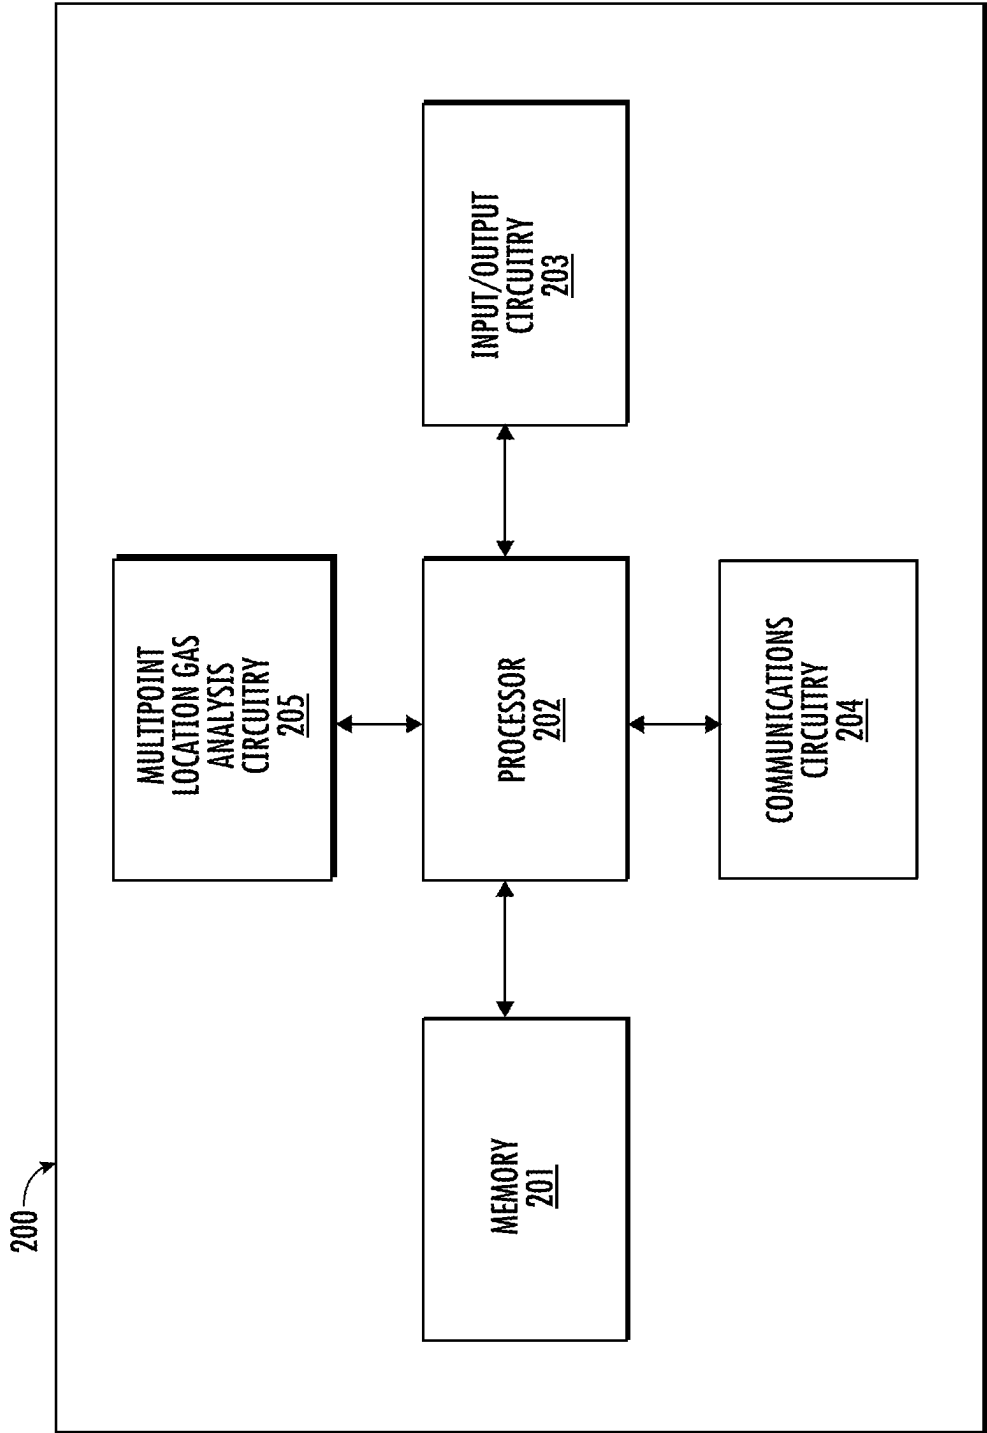 200
MULTIPOINT
LOCATION GAS
ANALYSIS
CIRCUITRY
205
MEMORY
201
PROCESSOR
202
INPUT/OUTPUT
CIRCUITRY
203
COMMUNICATIONS
CIRCUITRY
204